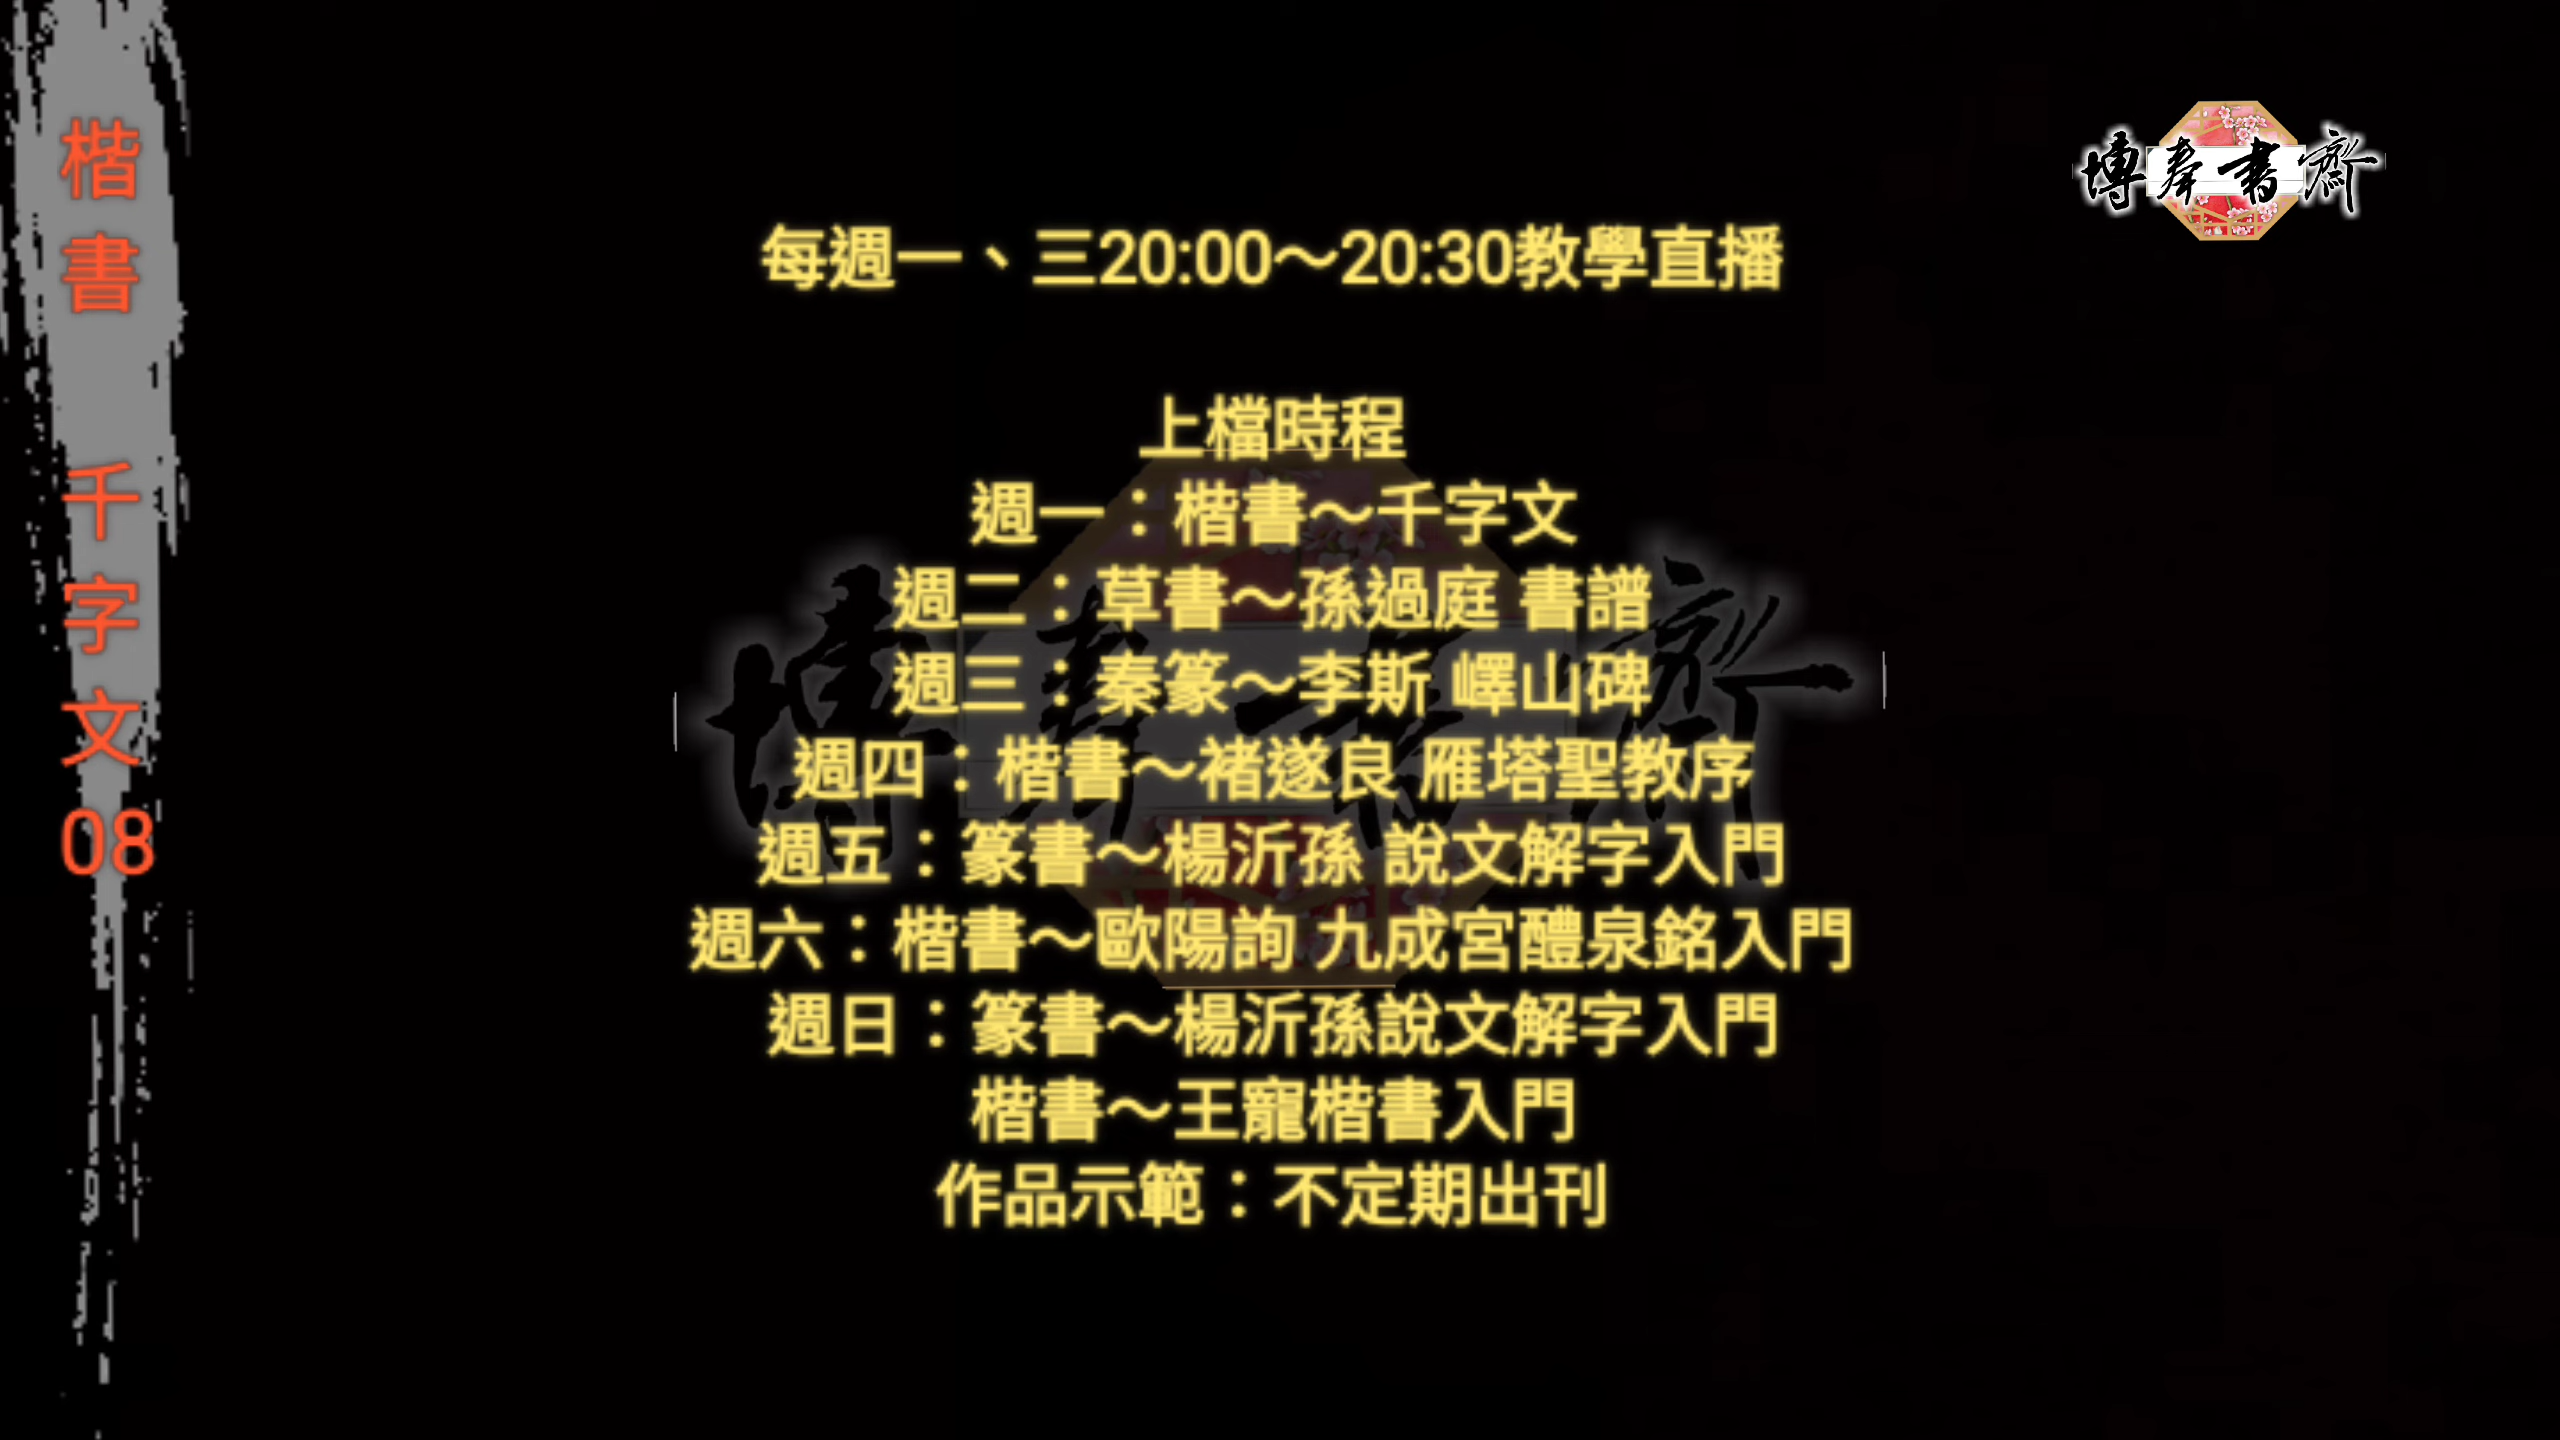 楷書 千字文08
博奉書齋
每週一、三20:00～20:30教學直播
上檔時程
週一：楷書～千字文
週二：草書～孫過庭 書譜
週三：秦篆～李斯 嶧山碑
週四：楷書～褚遂良 雁塔聖教序
週五：篆書～楊沂孫 說文解字入門
週六：楷書～歐陽詢 九成宮醴泉銘入門
週日：篆書～楊沂孫說文解字入門
楷書～王寵楷書入門
作品示範：不定期出刊